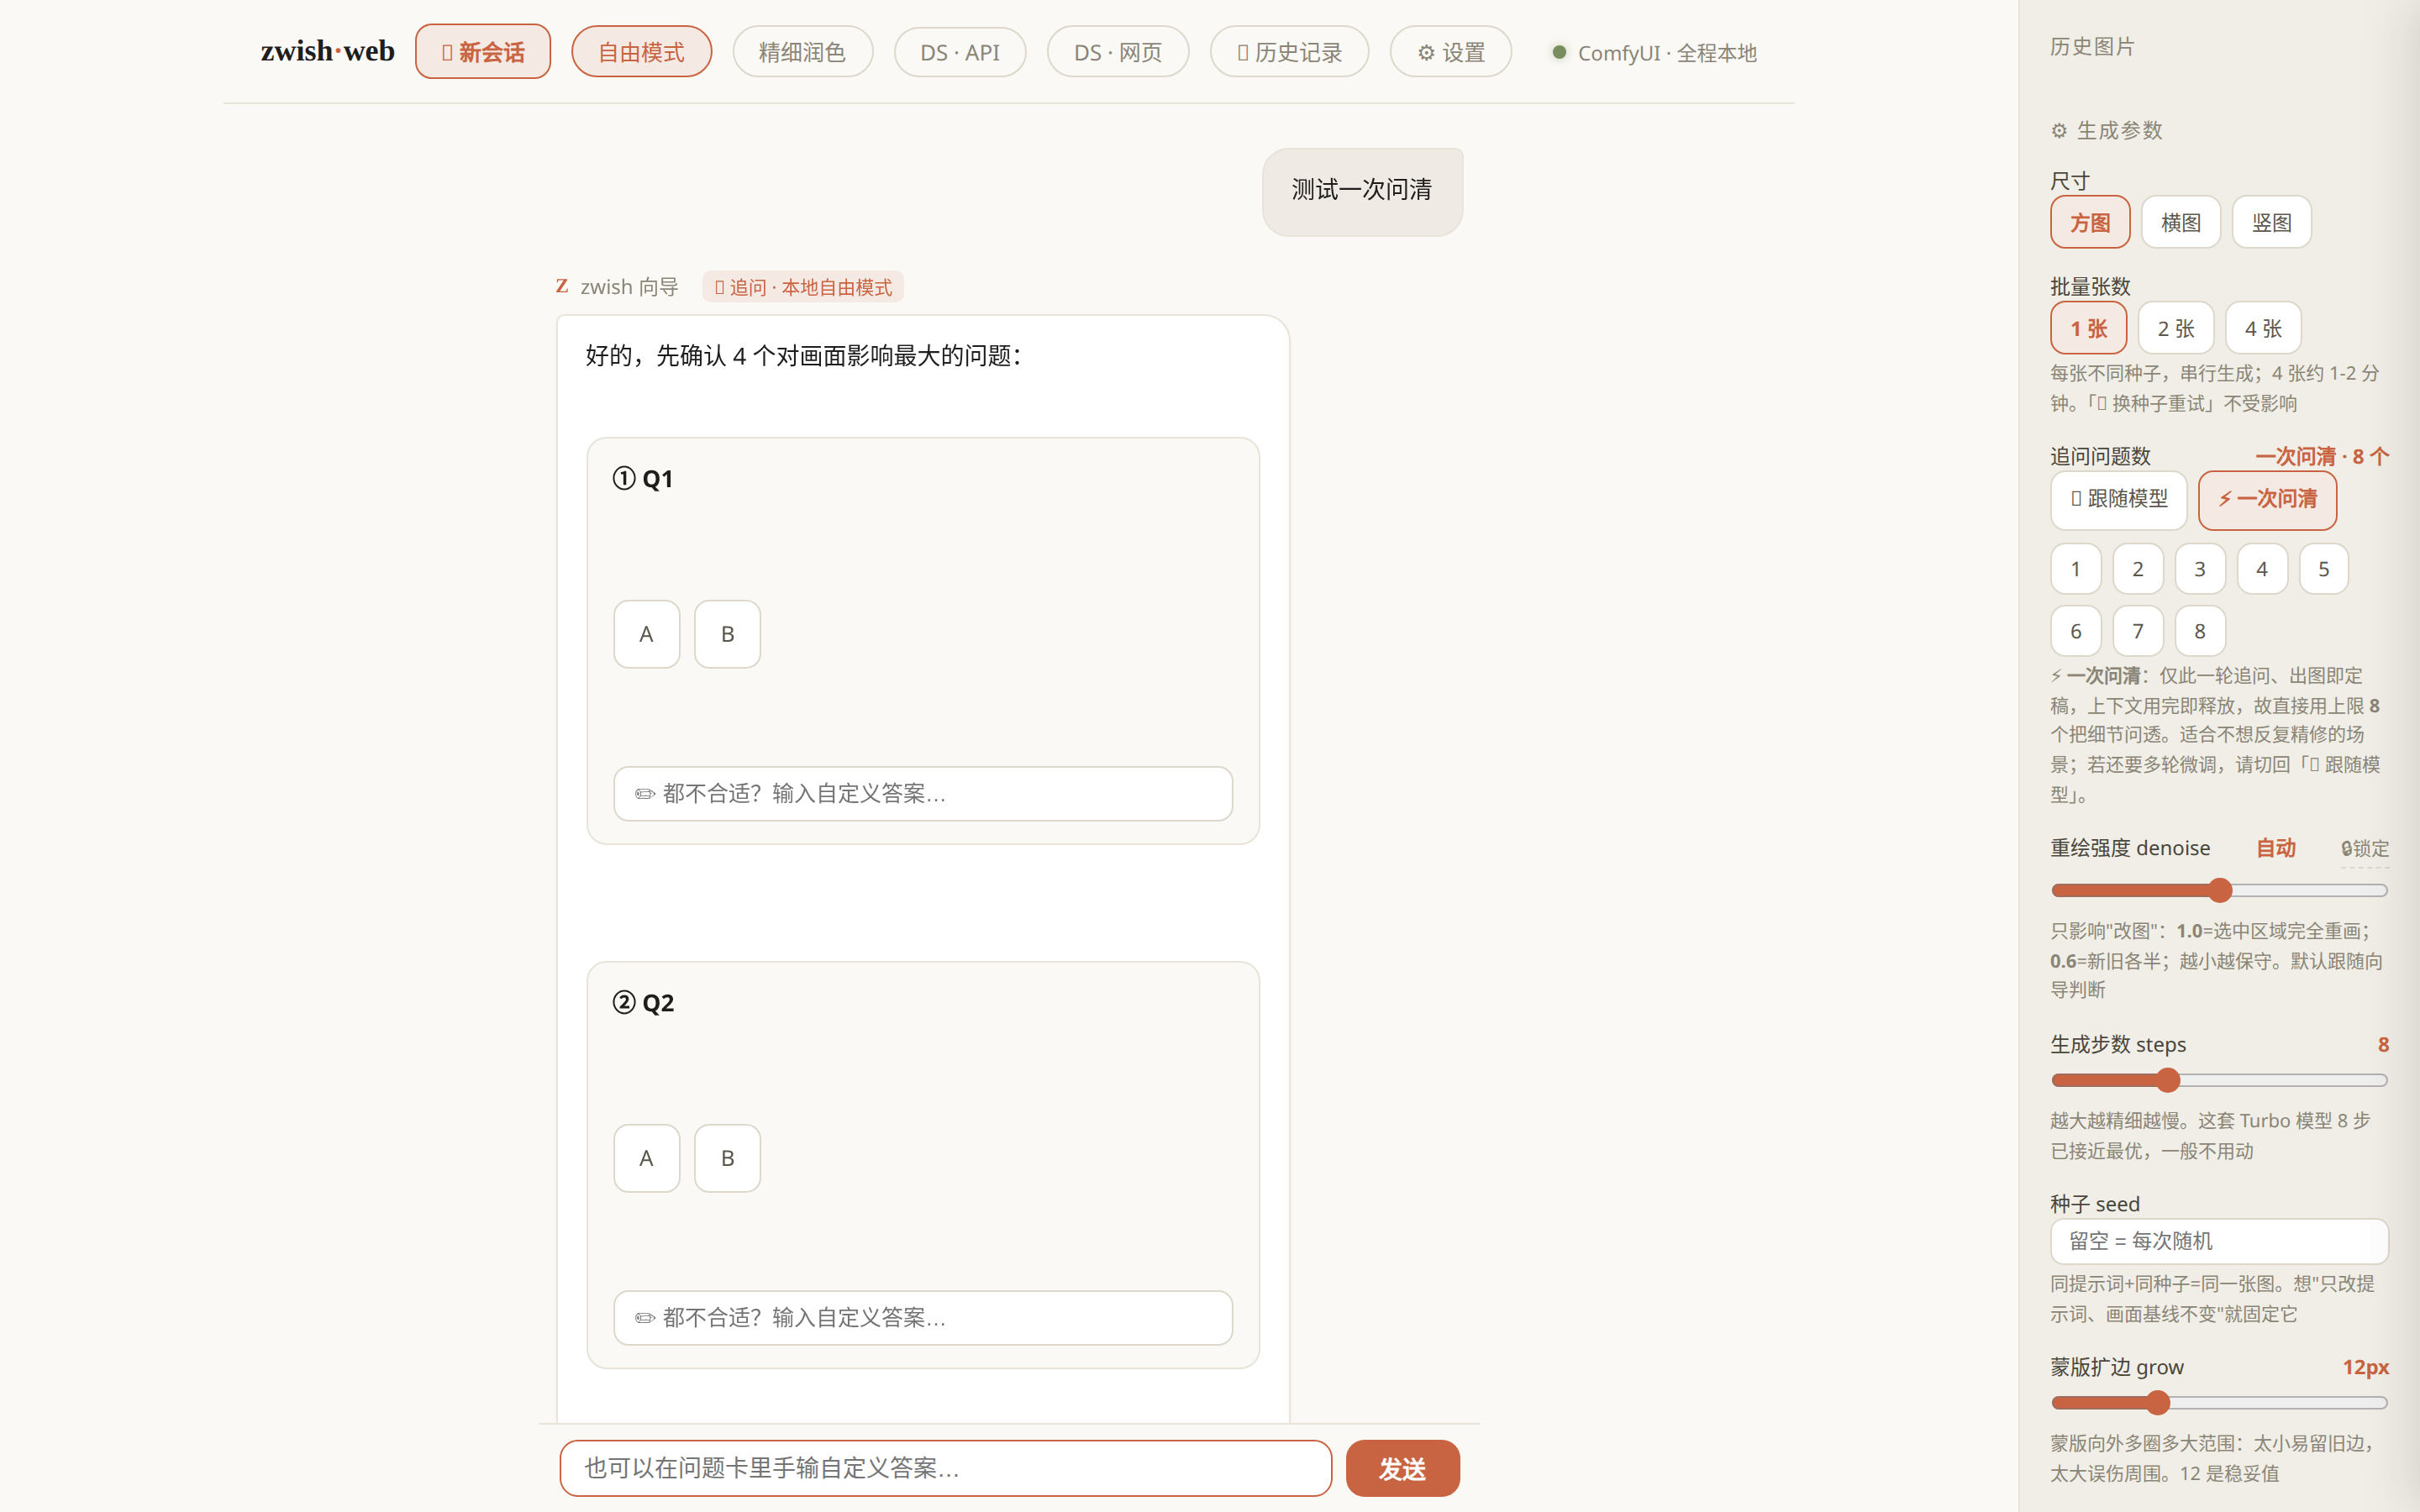 zwish·web
新会话
自由模式
精细润色
DS · API
DS · 网页
历史记录
⚙ 设置
ComfyUI · 全程本地
测试一次问清
Z zwish 向导
追问 · 本地自由模式
好的，先确认 4 个对画面影响最大的问题：
① Q1
A
B
✏ 都不合适？输入自定义答案…
② Q2
A
B
✏ 都不合适？输入自定义答案…
也可以在问题卡里手输自定义答案…
发送
历史图片
⚙ 生成参数
尺寸
方图
横图
竖图
批量张数
1 张
2 张
4 张
每张不同种子，串行生成；4 张约 1-2 分
钟。「 换种子重试」不受影响
追问问题数
一次问清 · 8 个
跟随模型
⚡ 一次问清
1
2
3
4
5
6
7
8
⚡ 一次问清：仅此一轮追问、出图即定
稿，上下文用完即释放，故直接用上限 8
个把细节问透。适合不想反复精修的场
景；若还要多轮微调，请切回「 跟随模
型」。
重绘强度 denoise
自动
🔒锁定
只影响"改图"：1.0=选中区域完全重画；
0.6=新旧各半；越小越保守。默认跟随向
导判断
生成步数 steps
8
越大越精细越慢。这套 Turbo 模型 8 步
已接近最优，一般不用动
种子 seed
留空 = 每次随机
同提示词+同种子=同一张图。想"只改提
示词、画面基线不变"就固定它
蒙版扩边 grow
12px
蒙版向外多圈多大范围：太小易留旧边，
太大误伤周围。12 是稳妥值